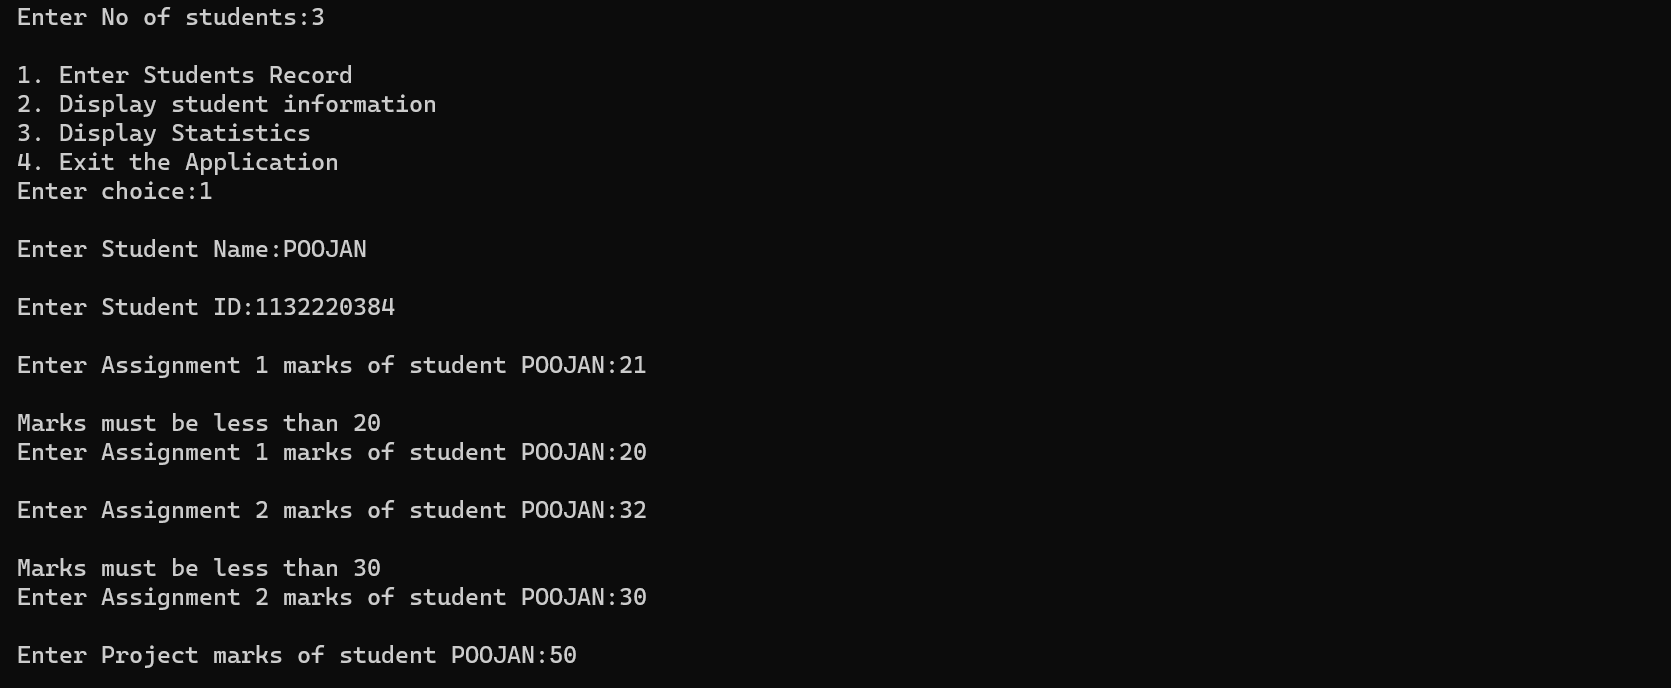 Enter No of students:3
1. Enter Students Record
2. Display student information
3. Display Statistics
4. Exit the Application
Enter choice:1
Enter Student Name:POOJAN
Enter Student ID:1132220384
Enter Assignment 1 marks of student POOJAN:21
Marks must be less than 20
Enter Assignment 1 marks of student POOJAN:20
Enter Assignment 2 marks of student POOJAN:32
Marks must be less than 30
Enter Assignment 2 marks of student POOJAN:30
Enter Project marks of student POOJAN:50